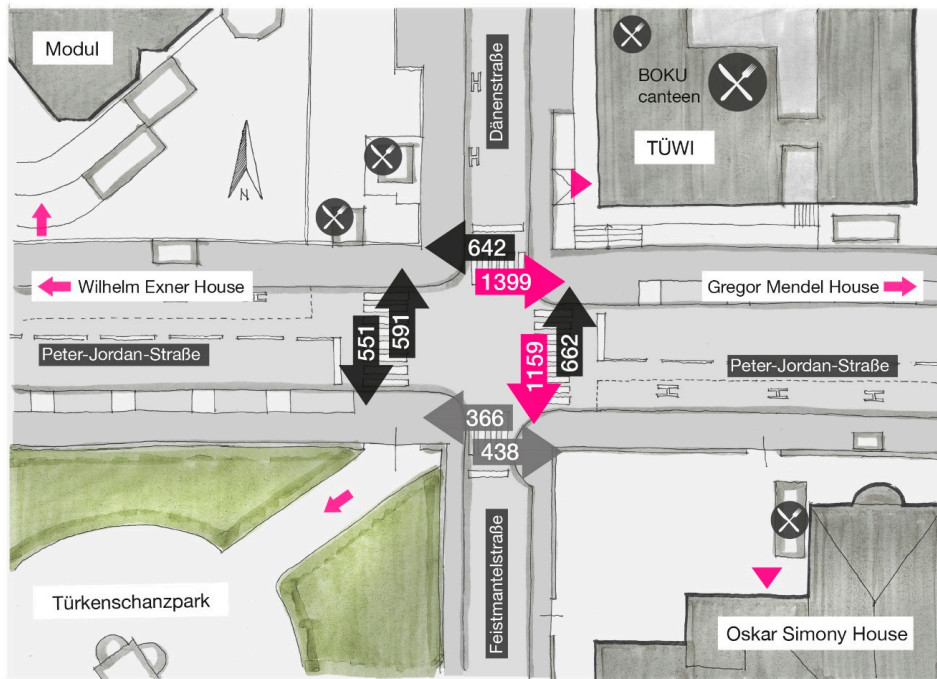 Modul
Dänenstraße
BOKU
canteen
TÜWI
N
642
1399
Wilhelm Exner House
Gregor Mendel House
551
591
1159
662
Peter-Jordan-Straße
Peter-Jordan-Straße
366
438
Feistmantelstraße
Türkenschanzpark
Oskar Simony House